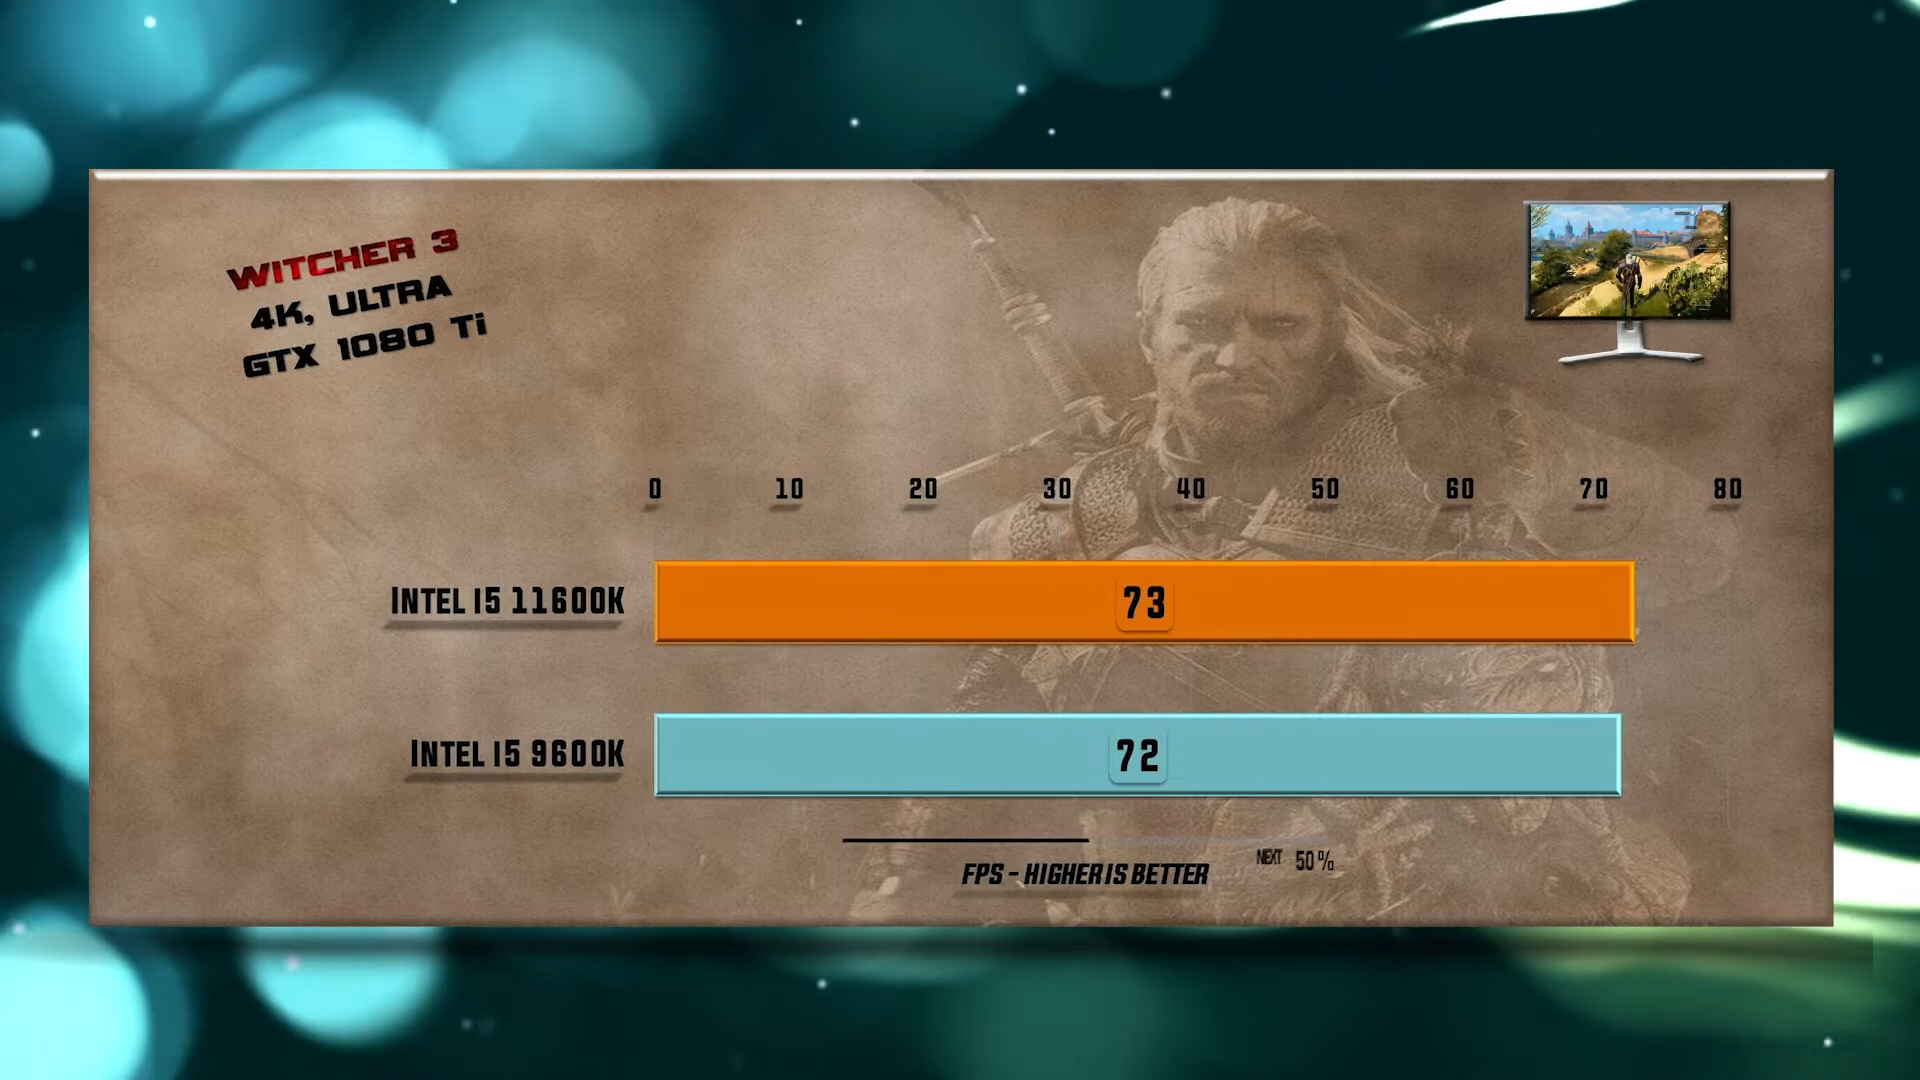 WITCHER 3
4K, ULTRA
GTX 1080 Ti
0 10 20 30 40 50 60 70 80
INTEL I5 11600K 73
INTEL I5 9600K 72
FPS - HIGHER IS BETTER
NEXT 50%